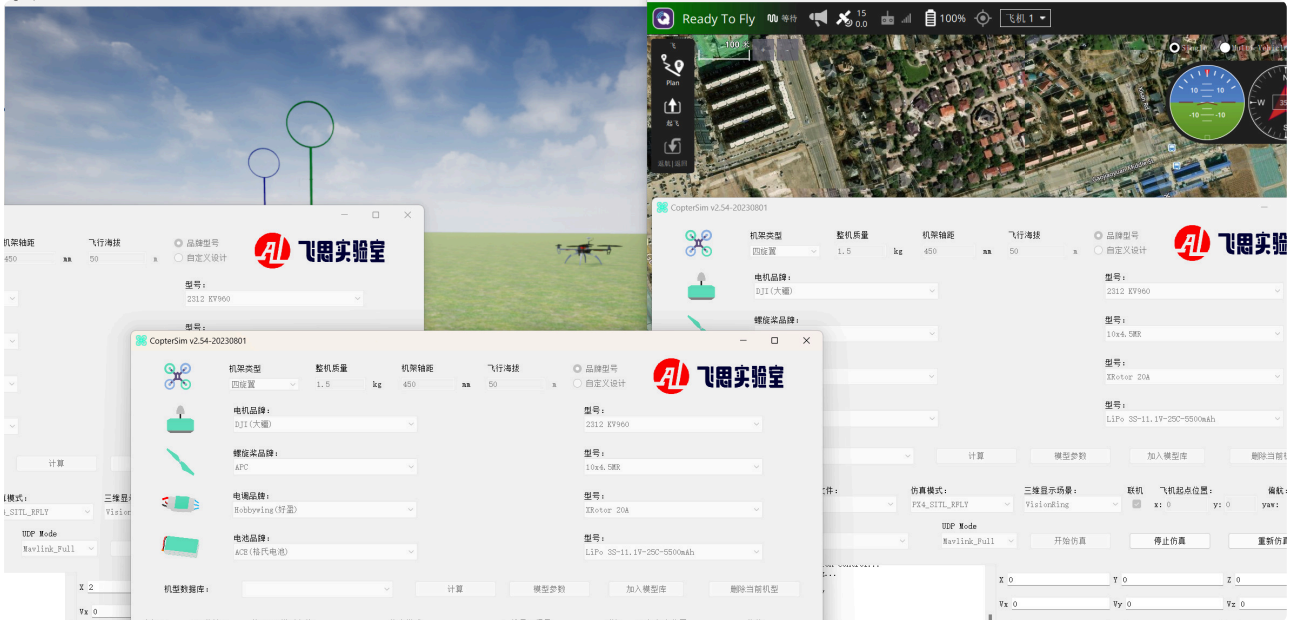 Ready To Fly 等待 15 0.0 100% 飞机 1
100
Plan
起飞
返航
10 10
-10 -10
W
机架轴距 飞行海拔 品牌型号
450 mm 50 m 自定义设计
飞思实验室
型号:
2312 KV960
型号:
计算
三维显
UDP Mode
Mavlink_Full
X 2
Vx 0
CopterSim v2.54-20230801
机架类型 整机质量 机架轴距 飞行海拔 品牌型号
四旋翼 1.5 kg 450 mm 50 m 自定义设计
飞思实验
电机品牌: 型号:
DJI(大疆) 2312 KV960
螺旋桨品牌: 型号:
10x4.5MR
型号:
XRotor 20A
型号:
LiPo 3S-11.1V-25C-5500mAh
计算 模型参数 加入模型库 删除当前
件: 仿真模式: 三维显示场景: 联机 飞机起点位置: 偏航:
PX4_SITL_RFLY VisionRing x: 0 y: 0 yaw:
UDP Mode
Mavlink_Full 开始仿真 停止仿真 重新仿真
X 0 Y 0 Z 0
Vx 0 Vy 0 Vz 0
CopterSim v2.54-20230801
机架类型 整机质量 机架轴距 飞行海拔 品牌型号
四旋翼 1.5 kg 450 mm 50 m 自定义设计
飞思实验室
电机品牌: 型号:
DJI(大疆) 2312 KV960
螺旋桨品牌: 型号:
APC 10x4.5MR
电调品牌: 型号:
Hobbywing(好盈) XRotor 20A
电池品牌: 型号:
ACE(格氏电池) LiPo 3S-11.1V-25C-5500mAh
机型数据库: 计算 模型参数 加入模型库 删除当前机型